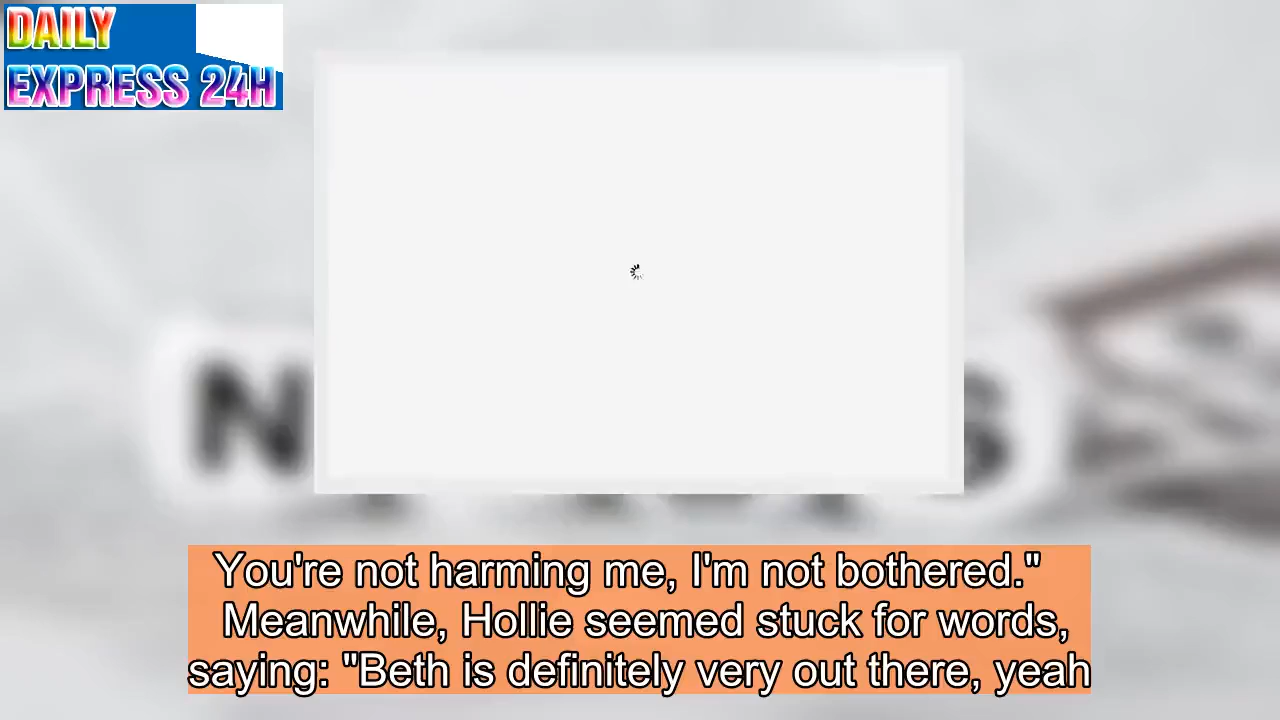 DAILY
EXPRESS 24H
N S
You're not harming me, I'm not bothered."
Meanwhile, Hollie seemed stuck for words,
saying: "Beth is definitely very out there, yeah